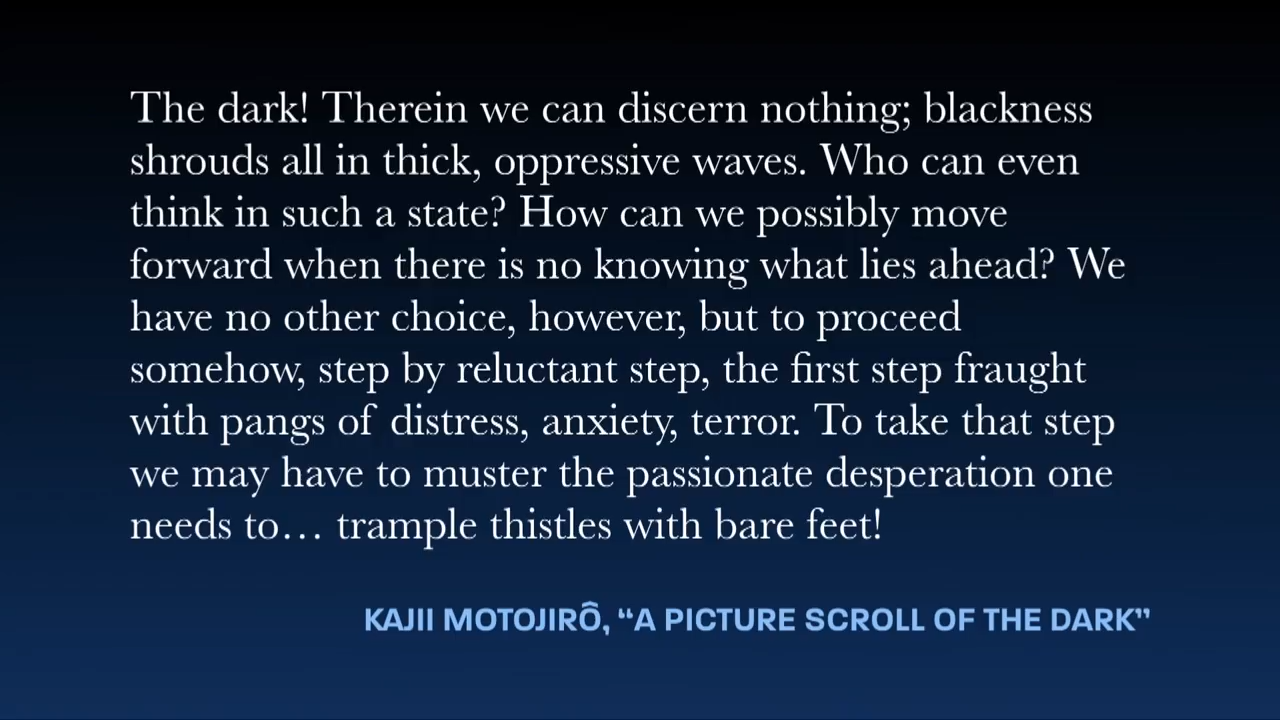 The dark! Therein we can discern nothing; blackness
shrouds all in thick, oppressive waves. Who can even
think in such a state? How can we possibly move
forward when there is no knowing what lies ahead? We
have no other choice, however, but to proceed
somehow, step by reluctant step, the first step fraught
with pangs of distress, anxiety, terror. To take that step
we may have to muster the passionate desperation one
needs to… trample thistles with bare feet!
KAJII MOTOJIRÔ, “A PICTURE SCROLL OF THE DARK”